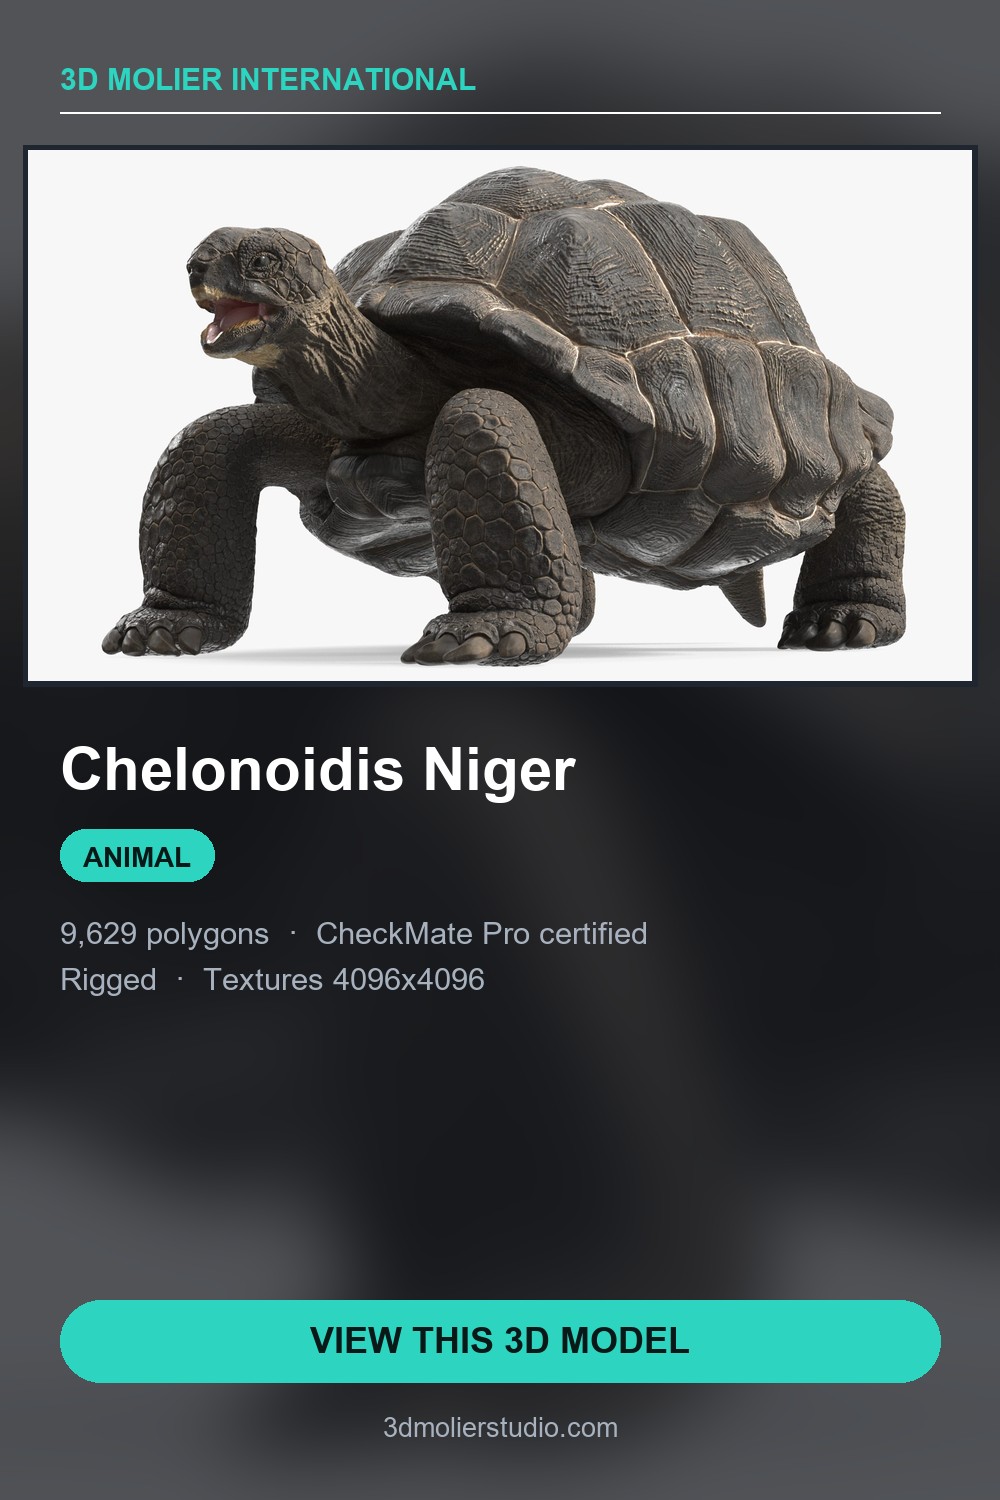 3D MOLIER INTERNATIONAL
Chelonoidis Niger
ANIMAL
9,629 polygons · CheckMate Pro certified
Rigged · Textures 4096x4096
VIEW THIS 3D MODEL
3dmolierstudio.com